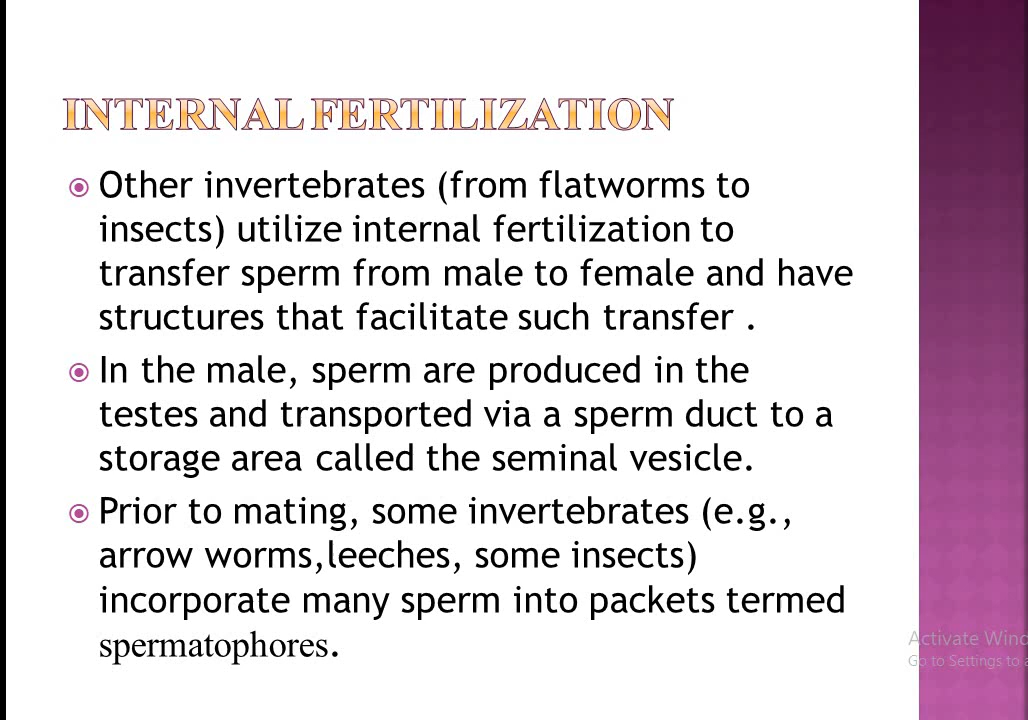 INTERNAL FERTILIZATION
Other invertebrates (from flatworms to
insects) utilize internal fertilization to
transfer sperm from male to female and have
structures that facilitate such transfer .
In the male, sperm are produced in the
testes and transported via a sperm duct to a
storage area called the seminal vesicle.
Prior to mating, some invertebrates (e.g.,
arrow worms,leeches, some insects)
incorporate many sperm into packets termed
spermatophores.
Activate Wind
Go to Settings to a